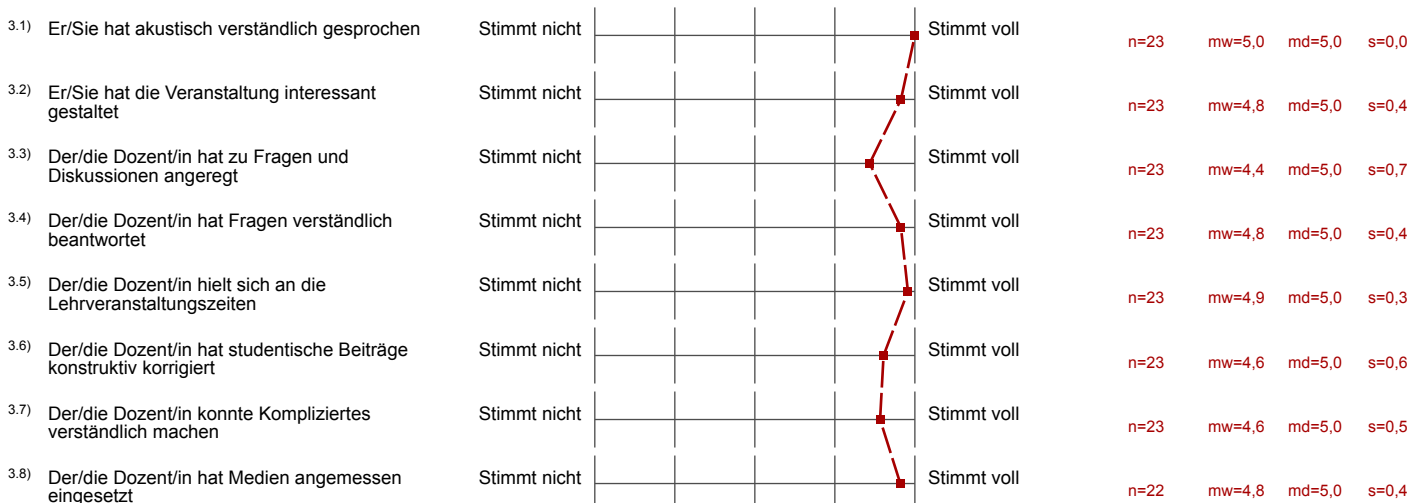 3.1) Er/Sie hat akustisch verständlich gesprochen Stimmt nicht Stimmt voll n=23 mw=5,0 md=5,0 s=0,0
3.2) Er/Sie hat die Veranstaltung interessant Stimmt nicht Stimmt voll n=23 mw=4,8 md=5,0 s=0,4
gestaltet
3.3) Der/die Dozent/in hat zu Fragen und Stimmt nicht Stimmt voll n=23 mw=4,4 md=5,0 s=0,7
Diskussionen angeregt
3.4) Der/die Dozent/in hat Fragen verständlich Stimmt nicht Stimmt voll n=23 mw=4,8 md=5,0 s=0,4
beantwortet
3.5) Der/die Dozent/in hielt sich an die Stimmt nicht Stimmt voll n=23 mw=4,9 md=5,0 s=0,3
Lehrveranstaltungszeiten
3.6) Der/die Dozent/in hat studentische Beiträge Stimmt nicht Stimmt voll n=23 mw=4,6 md=5,0 s=0,6
konstruktiv korrigiert
3.7) Der/die Dozent/in konnte Kompliziertes Stimmt nicht Stimmt voll n=23 mw=4,6 md=5,0 s=0,5
verständlich machen
3.8) Der/die Dozent/in hat Medien angemessen Stimmt nicht Stimmt voll n=22 mw=4,8 md=5,0 s=0,4
eingesetzt